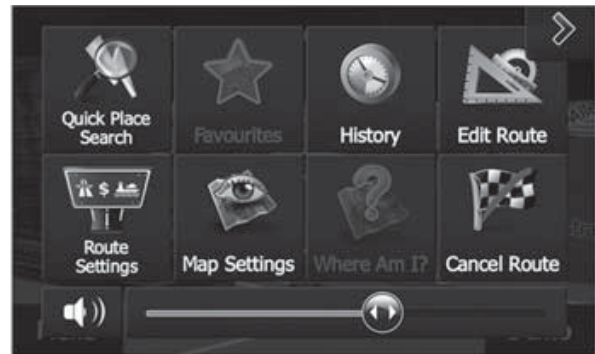 Quick Place
Search
Favourites
History
Edit Route
Route
Settings
Map Settings
Where Am I?
Cancel Route